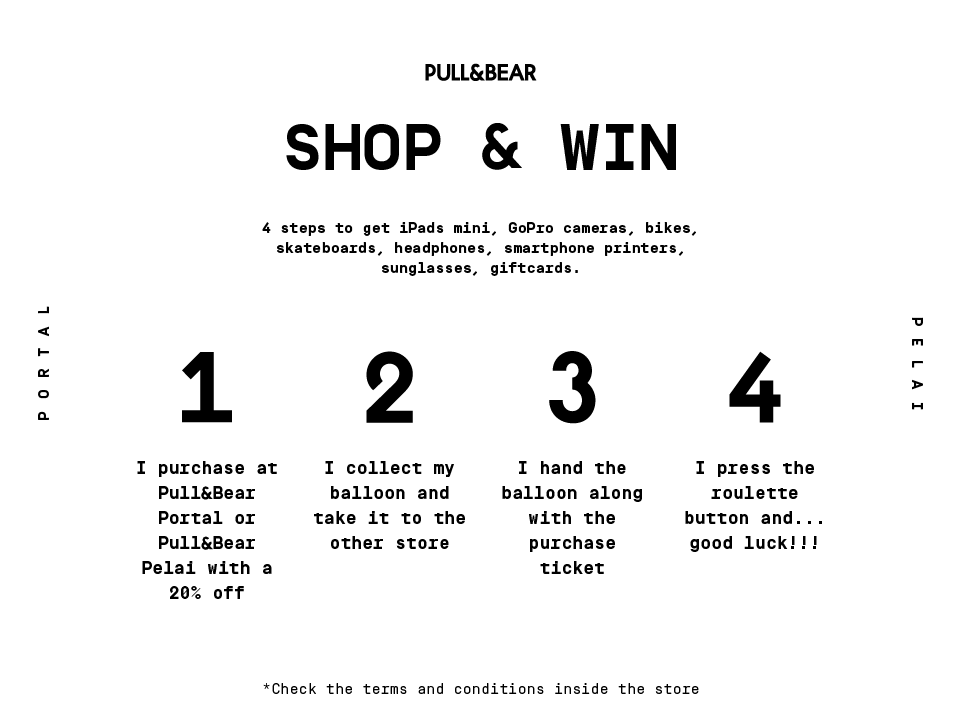 PULL&BEAR
SHOP & WIN
4 steps to get iPads mini, GoPro cameras, bikes,
skateboards, headphones, smartphone printers,
sunglasses, giftcards.
PORTAL
PELAI
1
I purchase at
Pull&Bear
Portal or
Pull&Bear
Pelai with a
20% off
2
I collect my
balloon and
take it to the
other store
3
I hand the
balloon along
with the
purchase
ticket
4
I press the
roulette
button and...
good luck!!!
*Check the terms and conditions inside the store